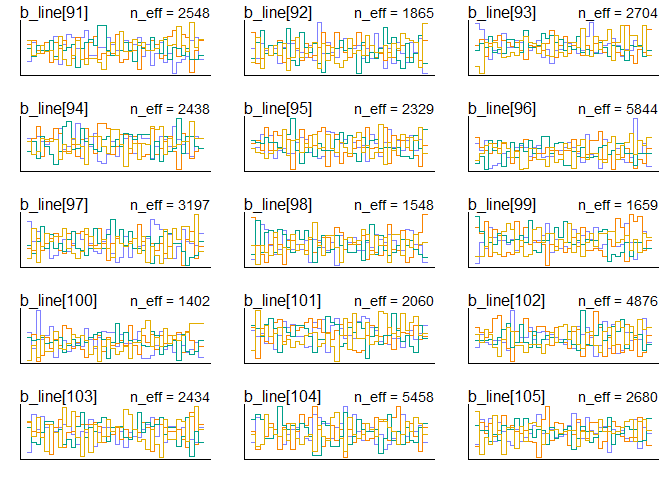 b_line[91] n_eff = 2548 b_line[92] n_eff = 1865 b_line[93] n_eff = 2704
b_line[94] n_eff = 2438 b_line[95] n_eff = 2329 b_line[96] n_eff = 5844
b_line[97] n_eff = 3197 b_line[98] n_eff = 1548 b_line[99] n_eff = 1659
b_line[100] n_eff = 1402 b_line[101] n_eff = 2060 b_line[102] n_eff = 4876
b_line[103] n_eff = 2434 b_line[104] n_eff = 5458 b_line[105] n_eff = 2680